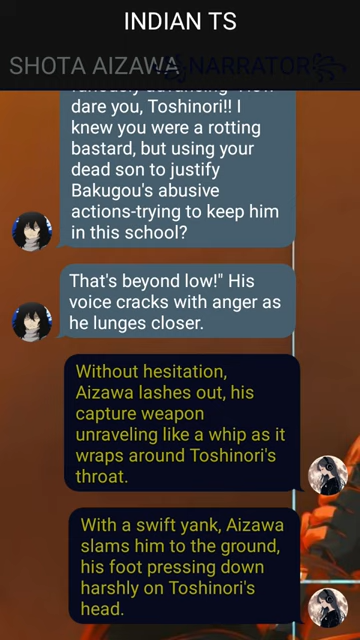 INDIAN TS
SHOTA AIZAWA NARRATOR
dare you, Toshinori!! I
knew you were a rotting
bastard, but using your
dead son to justify
Bakugou's abusive
actions-trying to keep him
in this school?
That's beyond low!" His
voice cracks with anger as
he lunges closer.
Without hesitation,
Aizawa lashes out, his
capture weapon
unraveling like a whip as it
wraps around Toshinori's
throat.
With a swift yank, Aizawa
slams him to the ground,
his foot pressing down
harshly on Toshinori's
head.